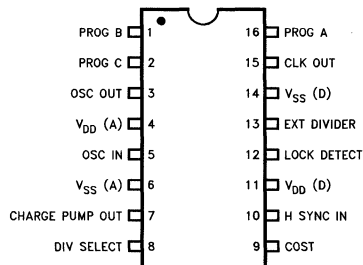 PROG B 1 16 PROG A
PROG C 2 15 CLK OUT
OSC OUT 3 14 VSS (D)
VDD (A) 4 13 EXT DIVIDER
OSC IN 5 12 LOCK DETECT
VSS (A) 6 11 VDD (D)
CHARGE PUMP OUT 7 10 H SYNC IN
DIV SELECT 8 9 COST